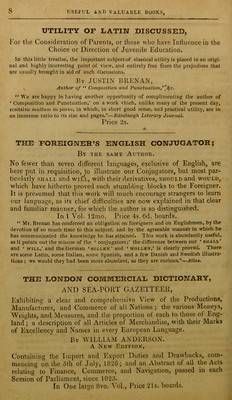 8 USEFUL AND VALUABLE BOOKS,
UTILITY OF LATIN DISCUSSED,
For the Consideration of Parents, or those who have Influence in the
Choice or Direction of Juvenile Education.
In this little treatise, the important subject of classical utility is placed in an origi-
nal and highly interesting point of view, and entirely free from the prejudices that
are usually brought in aid of such discussions.
By JUSTIN BRENAN,
Author of " Composition and Punctuation," &c.
" We are happy in having another opportunity of complimenting the author of
' Composition and Punctuation,' on a work which, unlike many of the present day,
contains matters to prove, in which, in short good sense, and practical utility, are in
an immense ratio to its size and pages."—Edinburgh Literary Journal.
Price 2s.
THE FOREIGNER'S ENGLISH CONJUGATOR;
By the same Author.
No fewer than seven different languages, exclusive of English, are
here put in requisition, to illustrate our Conjugators, but most par-
ticularly SHALL and WILL, with their derivatives, SHOULD and WOULD,
which have hitherto proved such stumbling blocks to the Foreigner.
It is presumed that this work will much encourage strangers to learn
our language, as its chief difficulties are now explained in that clear
and familiar manner, for which the author is so distinguished.
In 1 Vol. 12mo. Price 4s. 6d. boards.
" Mr. Brenan has conferred an obligation on foreigners and on Englishmen, by the
devotion of so much time to this subject, and by the agreeable manner in which he
has communicated the knowledge he has attained. This work is undoubtedly useful,
as it points out the misuse of the ' conjugators;' the difference between our ' SHALL'
and ' WILL,' and the German ' SOLLEN' and ' WOLLEN,' is clearly proved. There
are some Latin, some Italian, some Spanish, a few Danish and Swedish illustra-
tions; we would they had been more abundant, as they are curious."—Atlas.
THE LONDON COMMERCIAL DICTIONARY,
AND SEA-PORT GAZETTEER,
Exhibiting a clear and comprehensive View of the Productions,
Manufactures, and Commerce of all Nations; the various Moneys,
Weights, and Measures, and the proportion of each to those of Eng-
land; a description of all Articles of Merchandize, with their Marks
of Excellency and Names in every European Language.
By WILLIAM ANDERSON.
A New Edition,
Containing the Import and Export Duties and Drawbacks, com-
mencing on the 5th of July, 1826; and an Abstract of all the Acts
relating to Finance, Commerce, and Navigation, passed in each
Session of Parliament, since 1823.
In One large 8vo. Vol., Price 21s. boards.